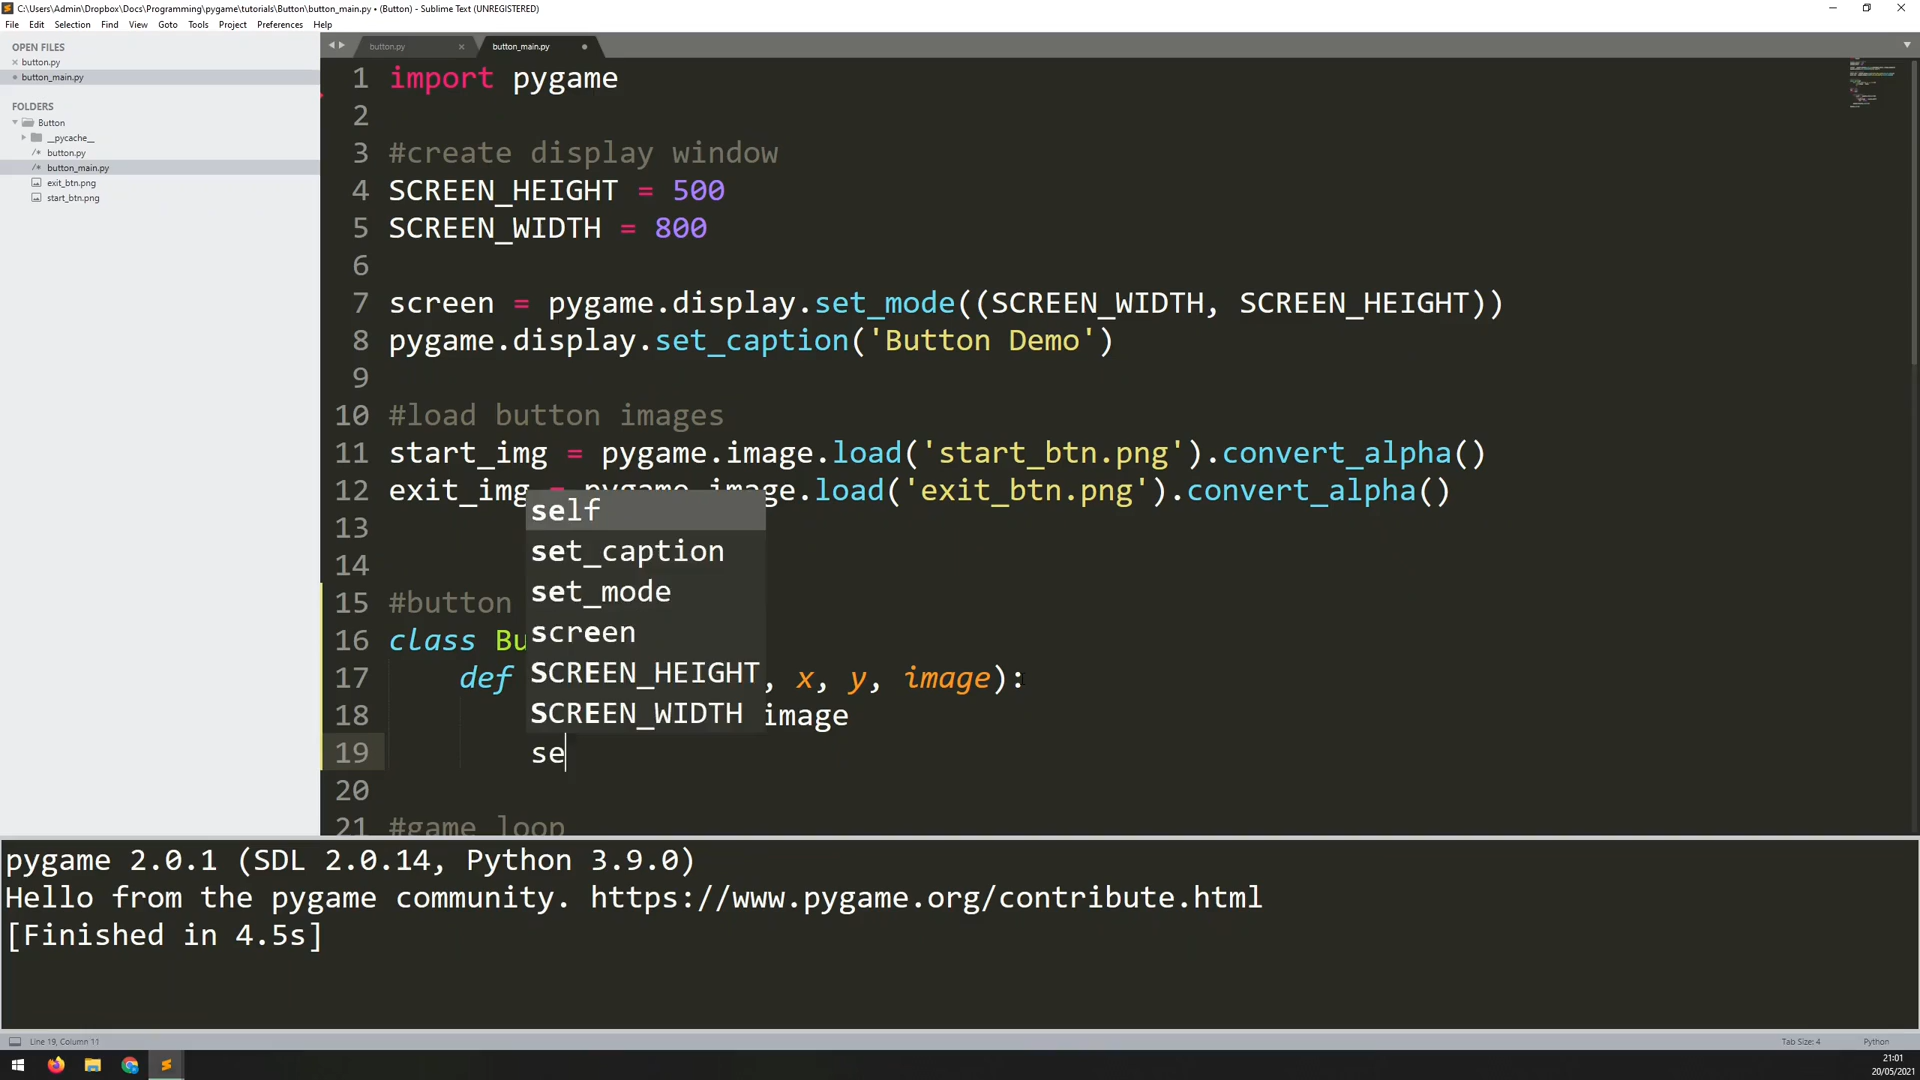 C:\Users\Admin\Dropbox\Docs\Programming\pygame\tutorials\Button\button_main.py • (Button) - Sublime Text (UNREGISTERED)
File Edit Selection Find View Goto Tools Project Preferences Help
OPEN FILES
button.py
button_main.py
FOLDERS
Button
__pycache__
button.py
button_main.py
exit_btn.png
start_btn.png
button.py
button_main.py
1 import pygame
2
3 #create display window
4 SCREEN_HEIGHT = 500
5 SCREEN_WIDTH = 800
6
7 screen = pygame.display.set_mode((SCREEN_WIDTH, SCREEN_HEIGHT))
8 pygame.display.set_caption('Button Demo')
9
10 #load button images
11 start_img = pygame.image.load('start_btn.png').convert_alpha()
12 exit_img = pygame.image.load('exit_btn.png').convert_alpha()
13
14
15 #button
16 class Bu
17 def , x, y, image):
18 image
19 se
20
21 #game loop
self
set_caption
set_mode
screen
SCREEN_HEIGHT
SCREEN_WIDTH
pygame 2.0.1 (SDL 2.0.14, Python 3.9.0)
Hello from the pygame community. https://www.pygame.org/contribute.html
[Finished in 4.5s]
Line 19, Column 11
Tab Size: 4
Python
21:01
20/05/2021